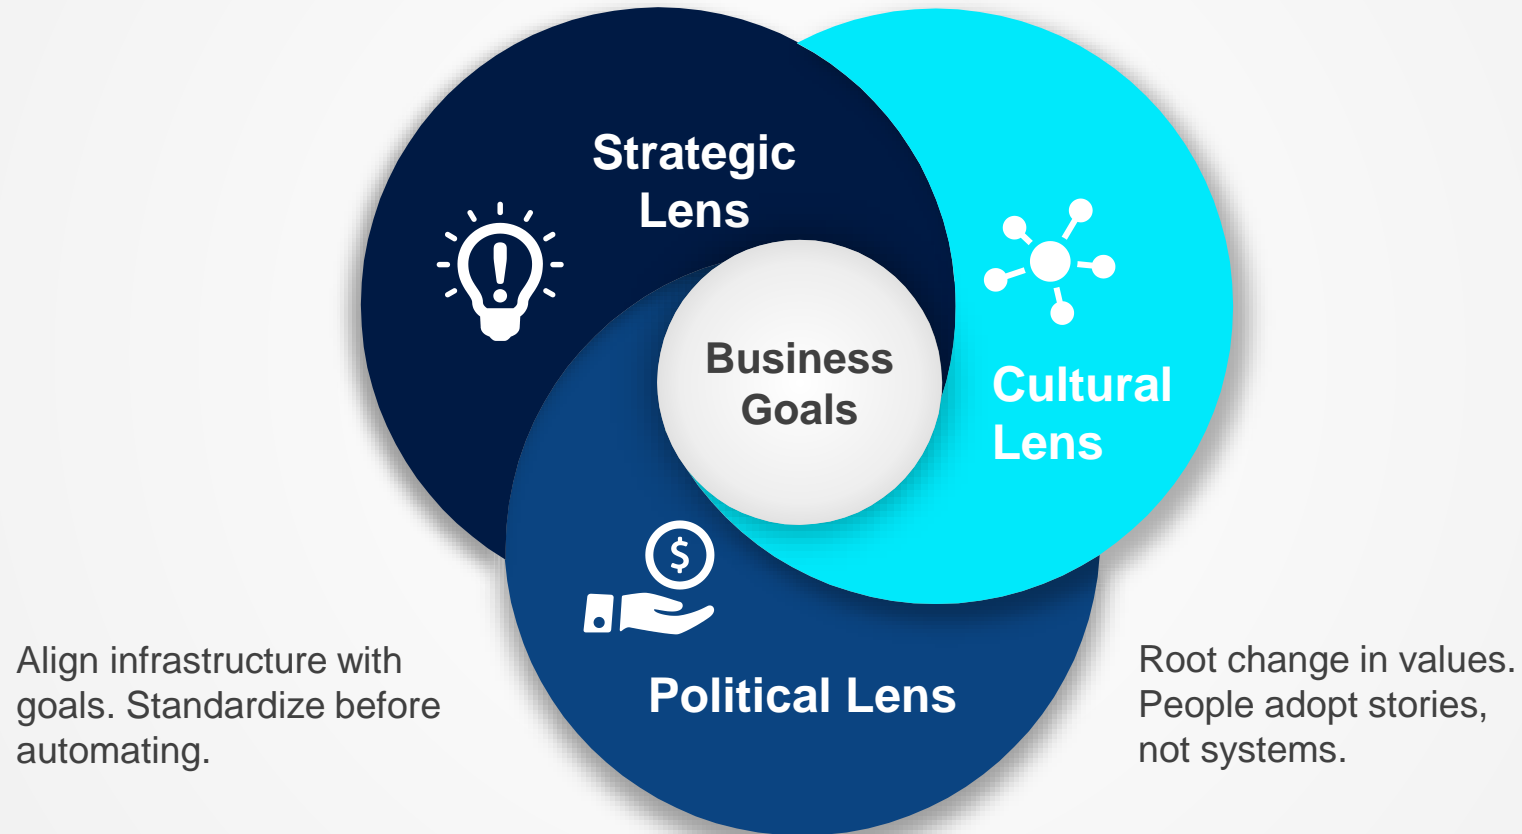 Strategic
Lens
Business
Goals
Cultural
Lens
$
Political Lens
Align infrastructure with
goals. Standardize before
automating.
Root change in values.
People adopt stories,
not systems.